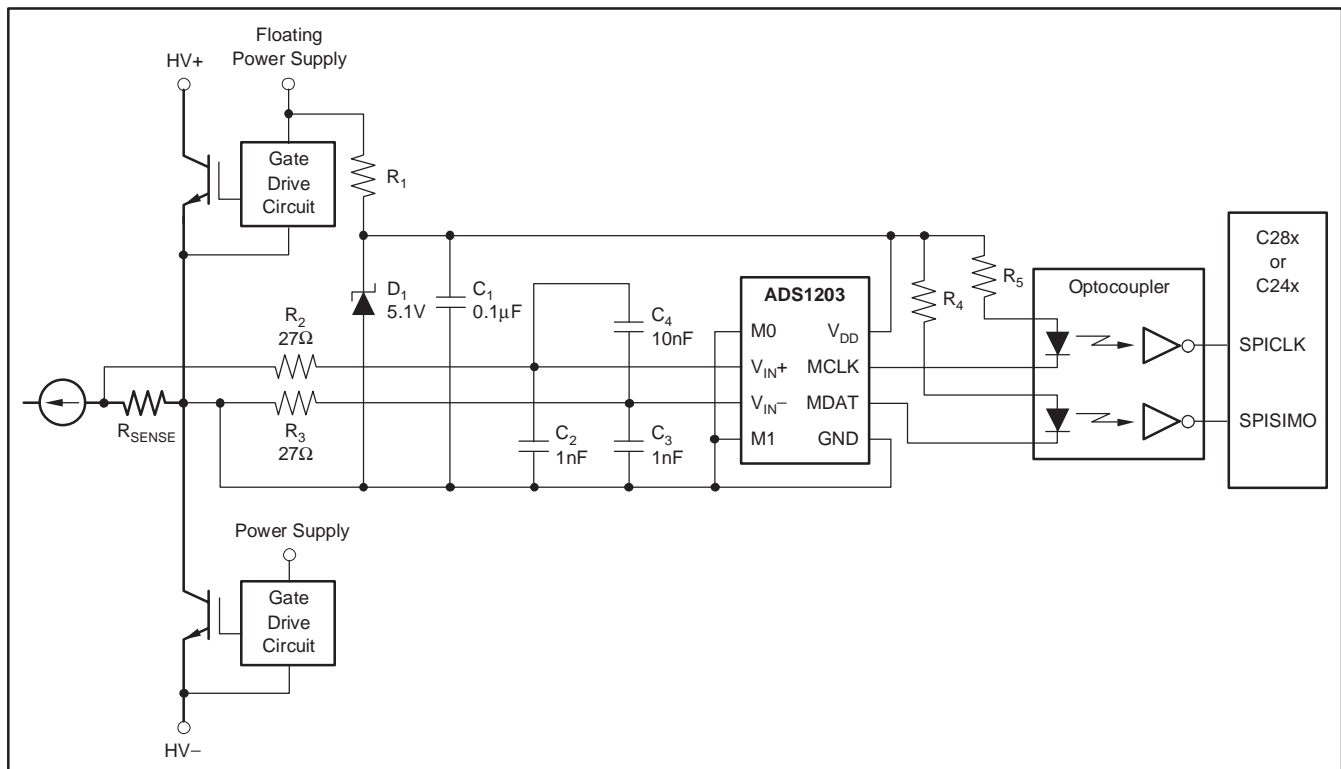 Floating
Power Supply
HV+
Gate
Drive
Circuit
R1
D1
5.1V
C1
0.1μF
R2
27Ω
C4
10nF
ADS1203
M0
VDD
VIN+
MCLK
VIN−
MDAT
M1
GND
R4
R5
Optocoupler
C28x
or
C24x
SPICLK
SPISIMO
RSENSE
R3
27Ω
C2
1nF
C3
1nF
Power Supply
Gate
Drive
Circuit
HV−